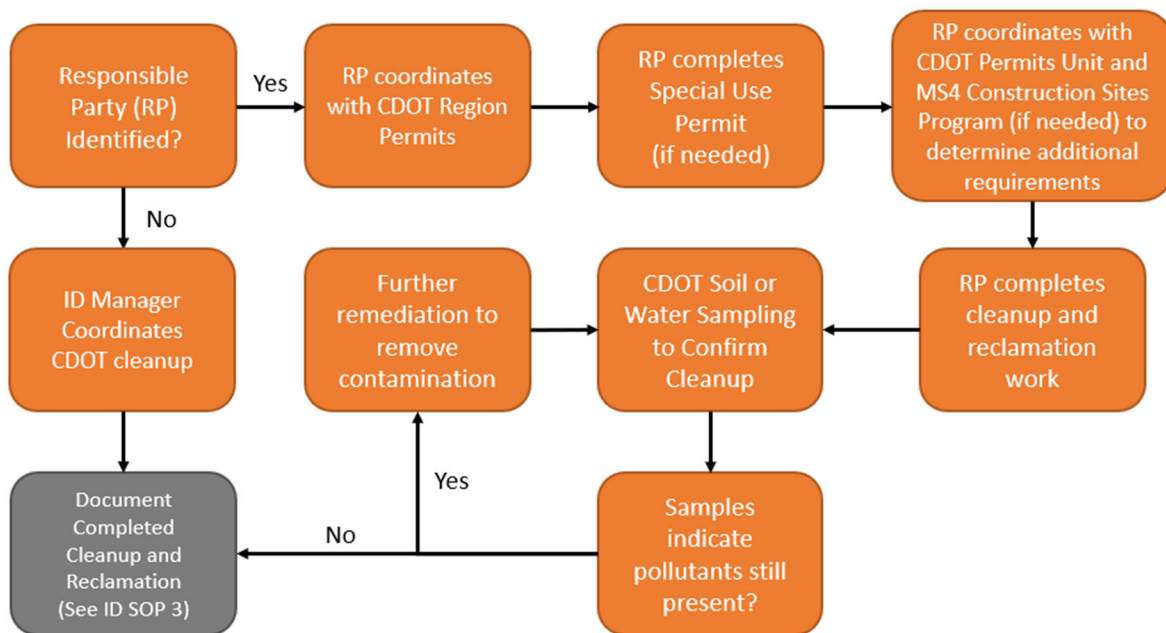 Responsible
Party (RP)
Identified?
Yes
RP coordinates
with CDOT Region
Permits
RP completes
Special Use
Permit
(if needed)
RP coordinates with
CDOT Permits Unit and
MS4 Construction Sites
Program (if needed) to
determine additional
requirements
No
ID Manager
Coordinates
CDOT cleanup
Further
remediation to
remove
contamination
CDOT Soil or
Water Sampling
to Confirm
Cleanup
RP completes
cleanup and
reclamation
work
Yes
Document
Completed
Cleanup and
Reclamation
(See ID SOP 3)
No
Samples
indicate
pollutants still
present?